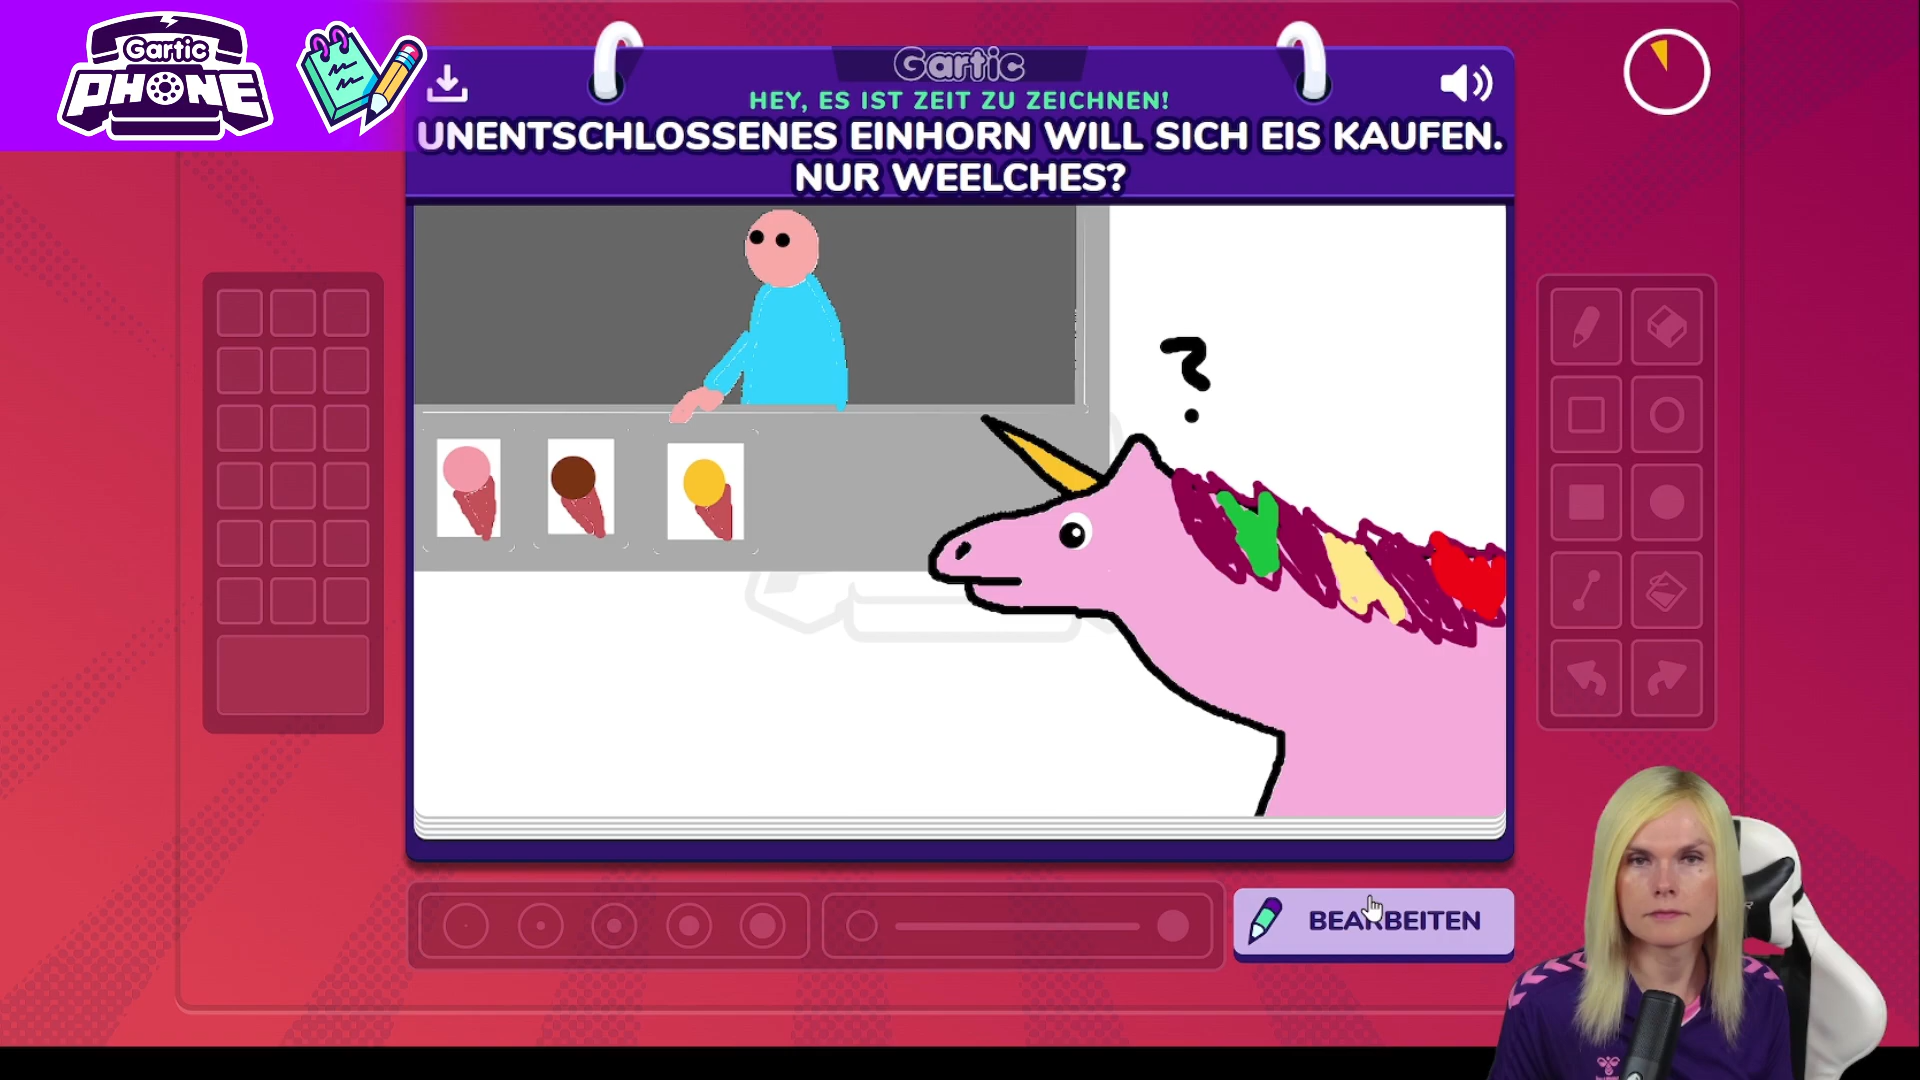 Gartic
PHONE
Gartic
HEY, ES IST ZEIT ZU ZEICHNEN!
UNENTSCHLOSSENES EINHORN WILL SICH EIS KAUFEN.
NUR WEELCHES?
?
BEARBEITEN